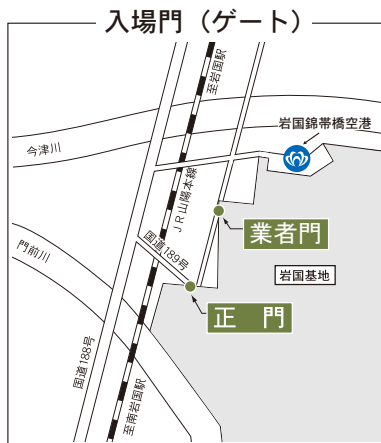 入場門（ゲート）
至岩国駅
岩国錦帯橋空港
今津川
JR山陽本線
業者門
国道189号
門前川
岩国基地
正　門
国道188号
至南岩国駅